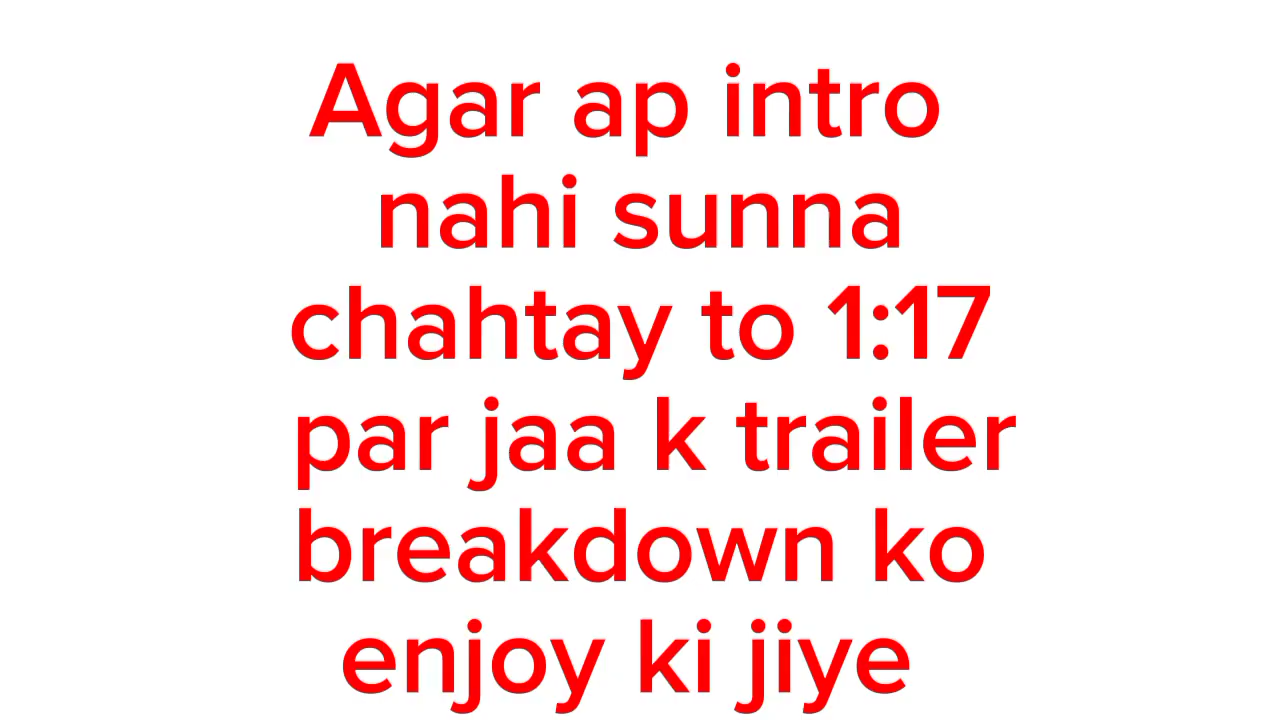 Agar ap intro
nahi sunna
chahtay to 1:17
par jaa k trailer
breakdown ko
enjoy ki jiye